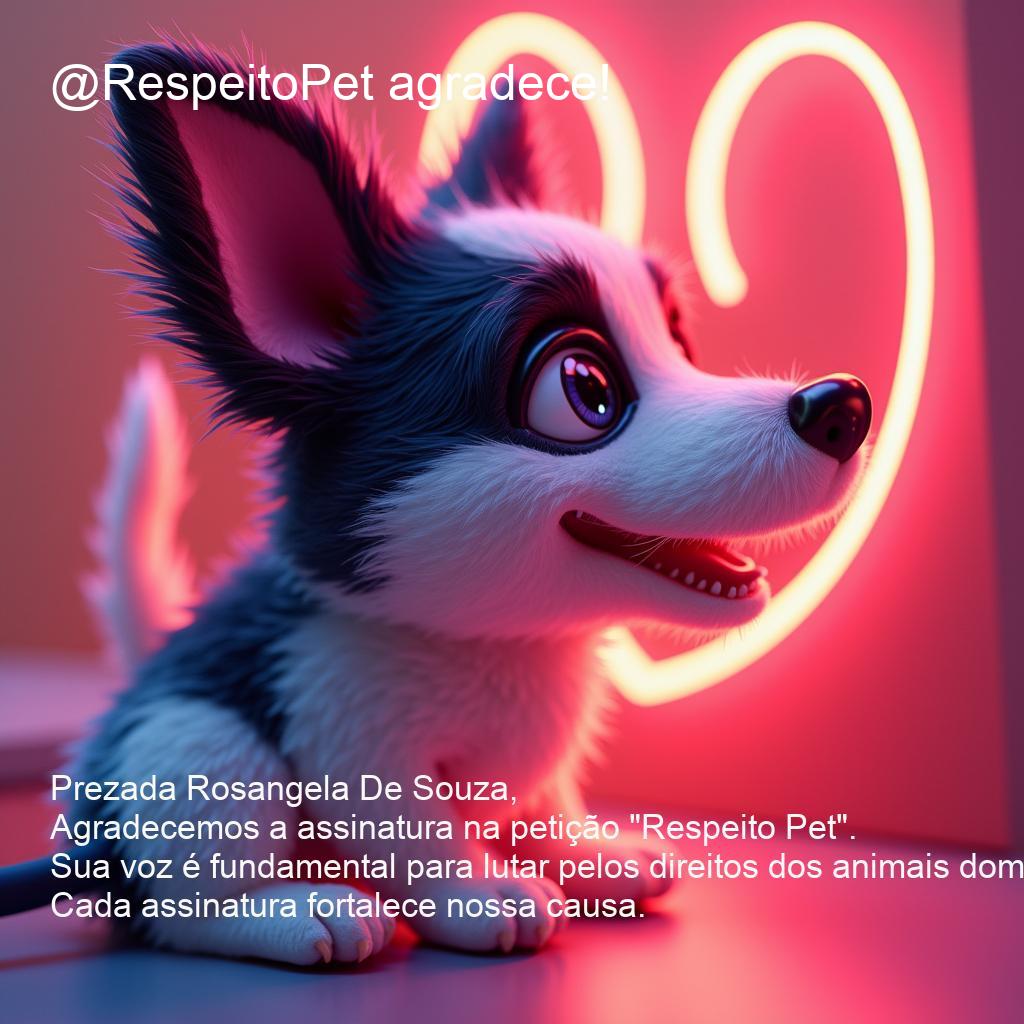 @RespeitoPet agradece!
Prezada Rosangela De Souza,
Agradecemos a assinatura na petição "Respeito Pet".
Sua voz é fundamental para lutar pelos direitos dos animais dom
Cada assinatura fortalece nossa causa.